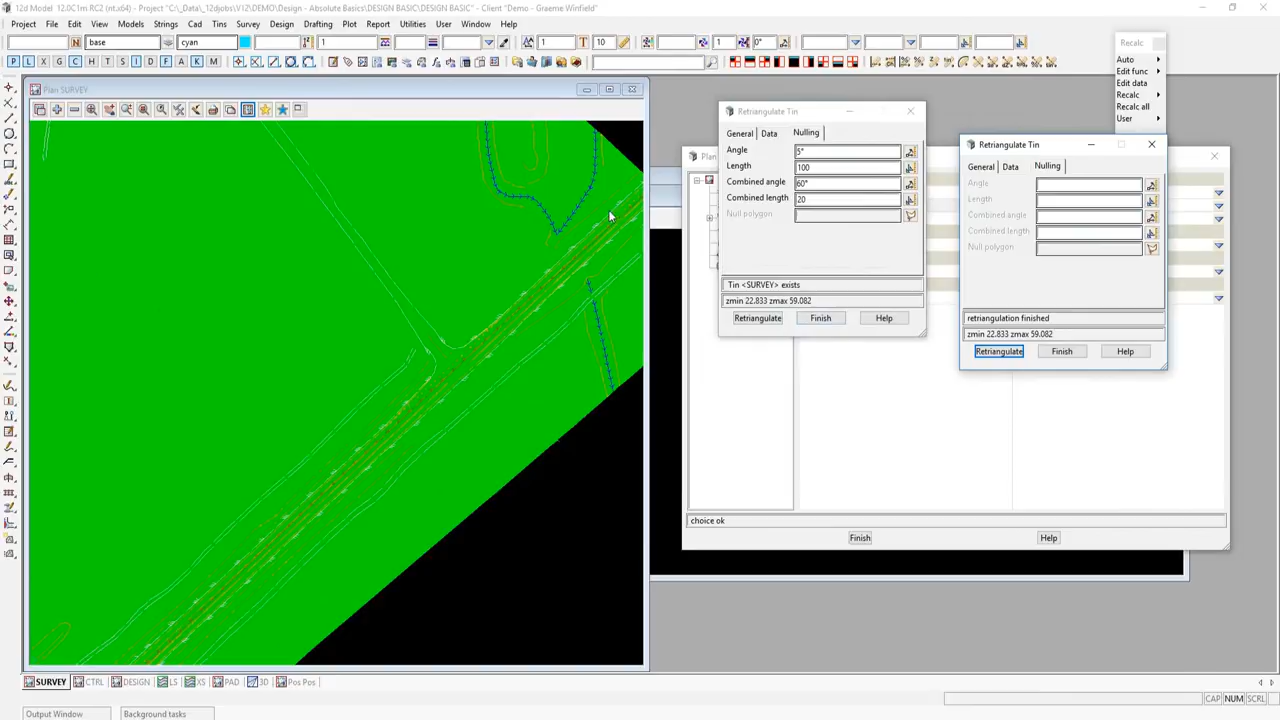 12d Model 12.0C1m RC2 (nt.x64) - Project "C:\_Data\_12djobs\V12\DEMO\Design - Absolute Basics\DESIGN BASIC\DESIGN BASIC" - Client "Demo - Graeme Winfield"
Project File Edit View Models Strings Cad Tins Survey Design Drafting Plot Report Utilities User Window Help
base cyan 1 1 T 10 1 0°
P L X G C H T S I D F A K M
Recalc
Auto
Edit func
Edit data
Recalc
Recalc all
User
Plan SURVEY
Plan
Retriangulate Tin
General Data Nulling
Angle 5°
Length 100
Combined angle 60°
Combined length 20
Null polygon
Tin <SURVEY> exists
zmin 22.833 zmax 59.082
Retriangulate Finish Help
Retriangulate Tin
General Data Nulling
Angle
Length
Combined angle
Combined length
Null polygon
retriangulation finished
zmin 22.833 zmax 59.082
Retriangulate Finish Help
choice ok
Finish Help
SURVEY CTRL DESIGN LS XS PAD 3D Pos Pos
CAP NUM SCRL
Output Window Background tasks